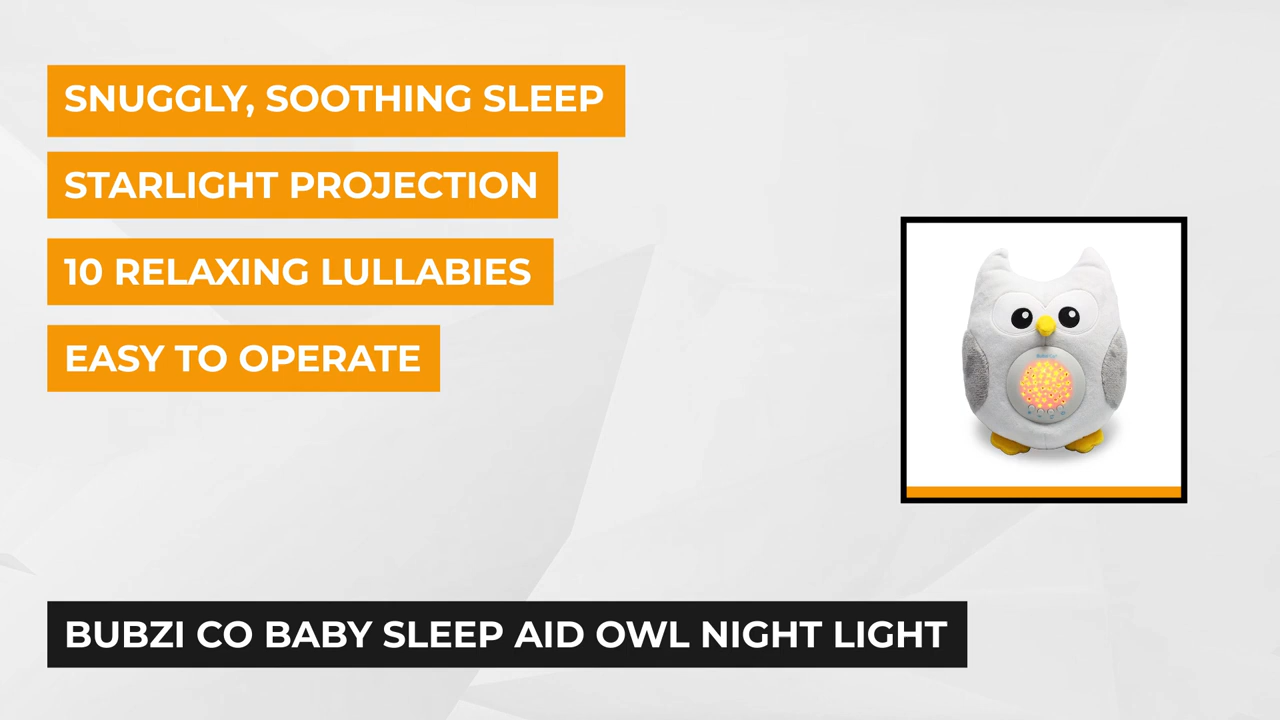 SNUGGLY, SOOTHING SLEEP
STARLIGHT PROJECTION
10 RELAXING LULLABIES
EASY TO OPERATE
BUBZI CO BABY SLEEP AID OWL NIGHT LIGHT